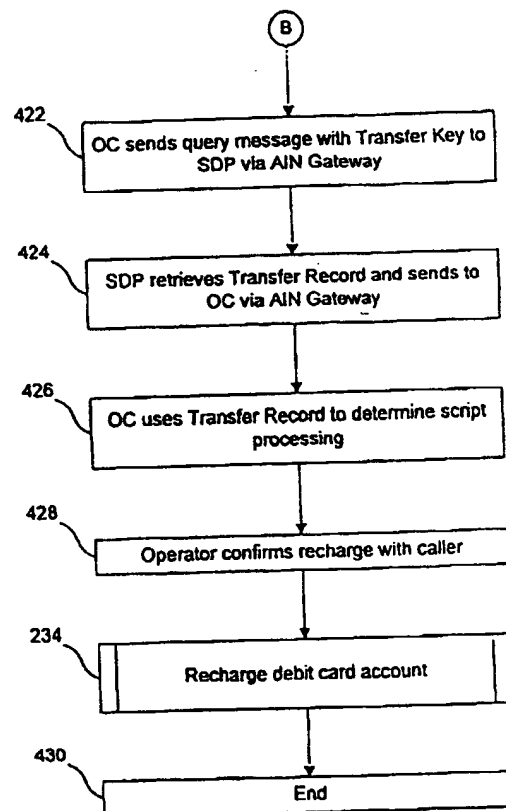 B
422
OC sends query message with Transfer Key to
SDP via AIN Gateway
424
SDP retrieves Transfer Record and sends to
OC via AIN Gateway
426
OC uses Transfer Record to determine script
processing
428
Operator confirms recharge with caller
234
Recharge debit card account
430
End